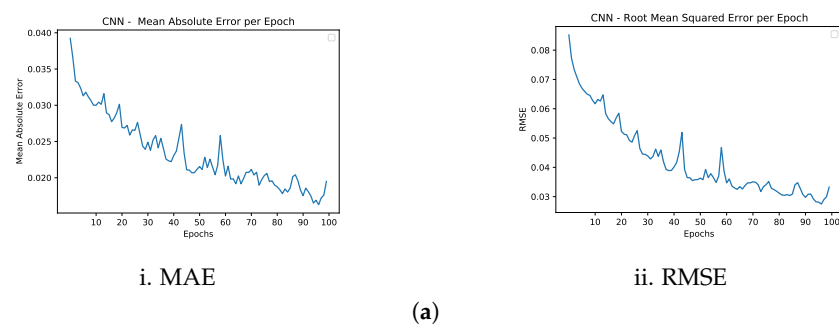 CNN - Mean Absolute Error per Epoch
0.040
0.035
0.030
0.025
0.020
Mean Absolute Error
10 20 30 40 50 60 70 80 90 100
Epochs
i. MAE
CNN - Root Mean Squared Error per Epoch
0.08
0.07
0.06
0.05
0.04
0.03
RMSE
10 20 30 40 50 60 70 80 90 100
Epochs
ii. RMSE
(a)